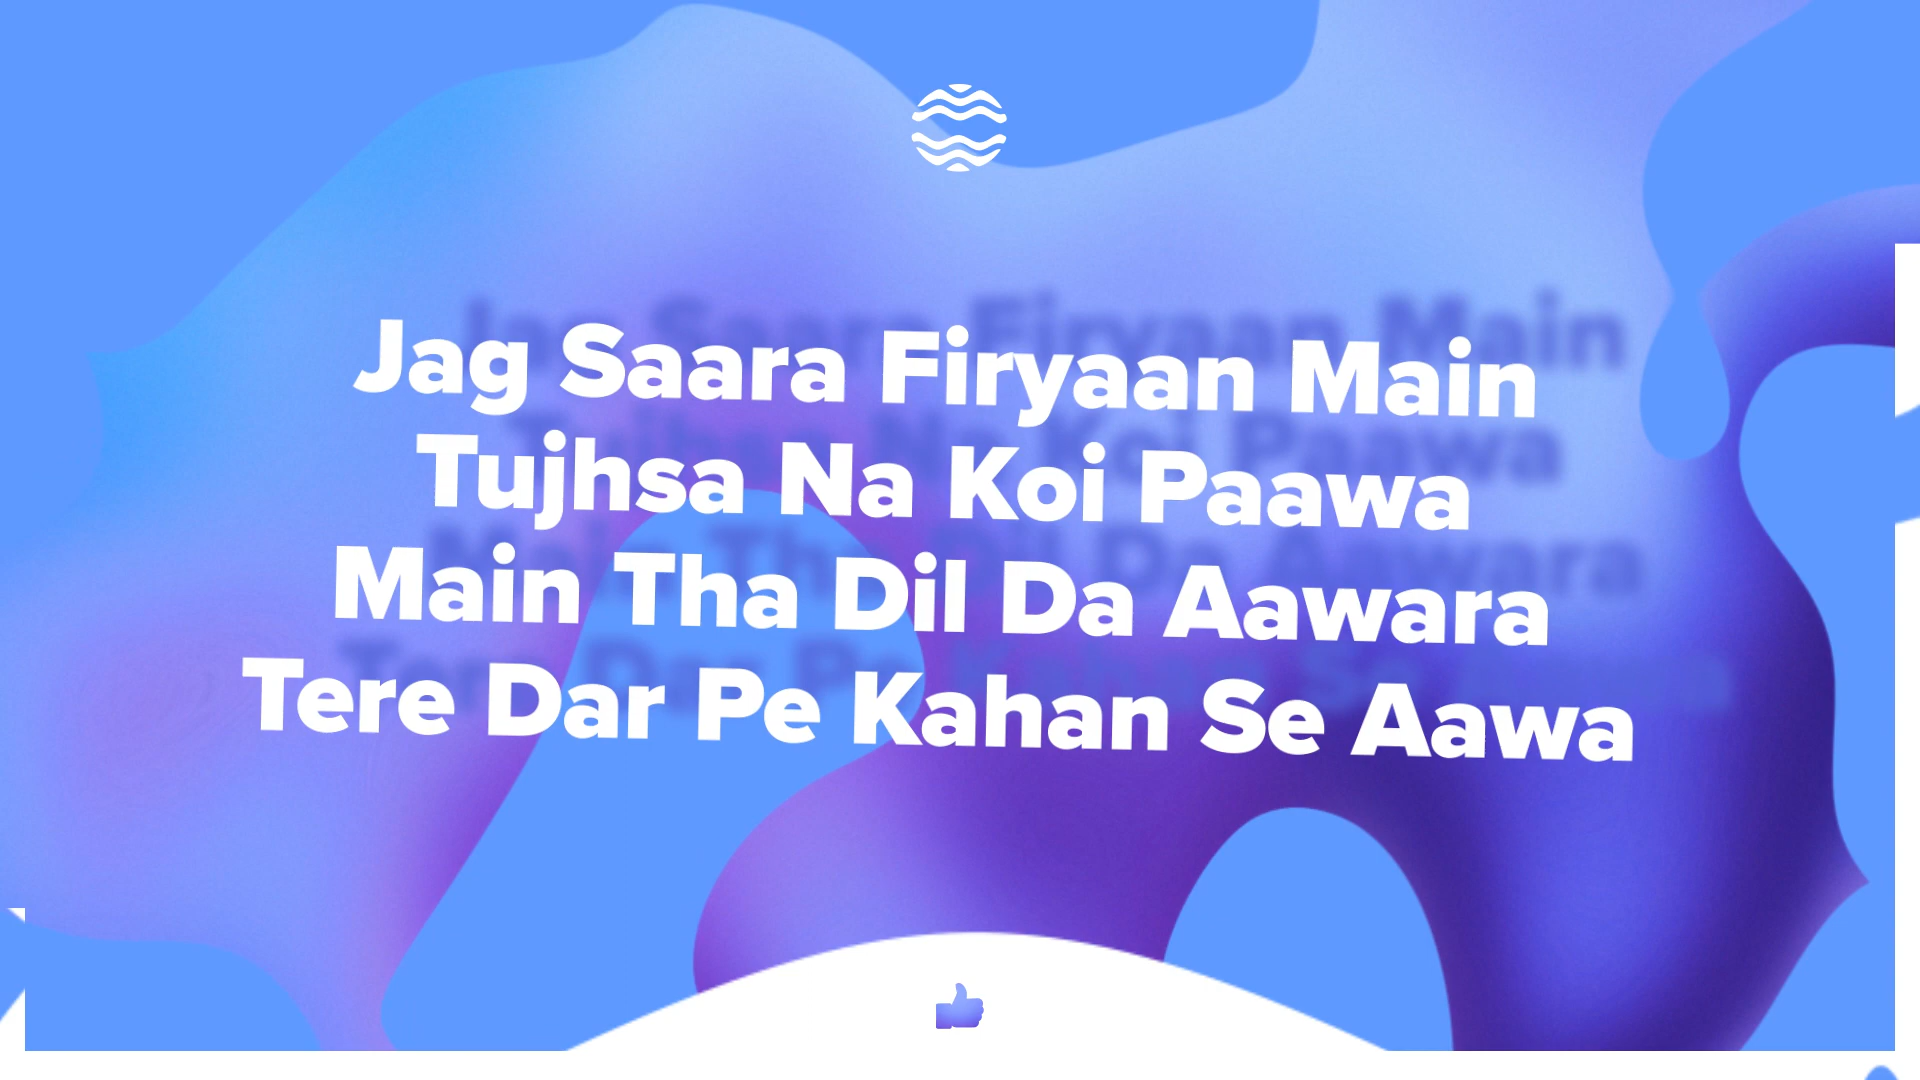 Jag Saara Firyaan Main
Tujhsa Na Koi Paawa
Main Tha Dil Da Aawara
Tere Dar Pe Kahan Se Aawa